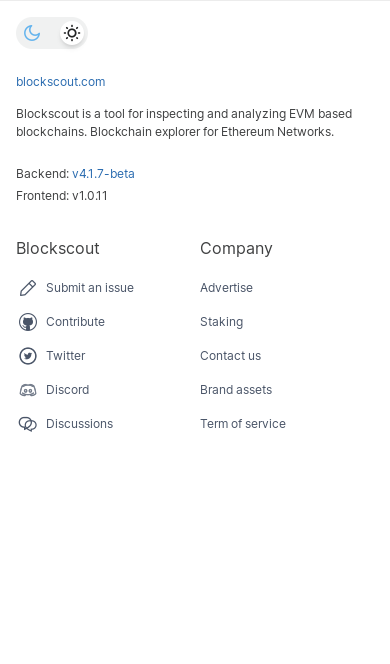 blockscout.com
Blockscout is a tool for inspecting and analyzing EVM based
blockchains. Blockchain explorer for Ethereum Networks.
Backend: v4.1.7-beta
Frontend: v1.0.11
Blockscout
Submit an issue
Contribute
Twitter
Discord
Discussions
Company
Advertise
Staking
Contact us
Brand assets
Term of service